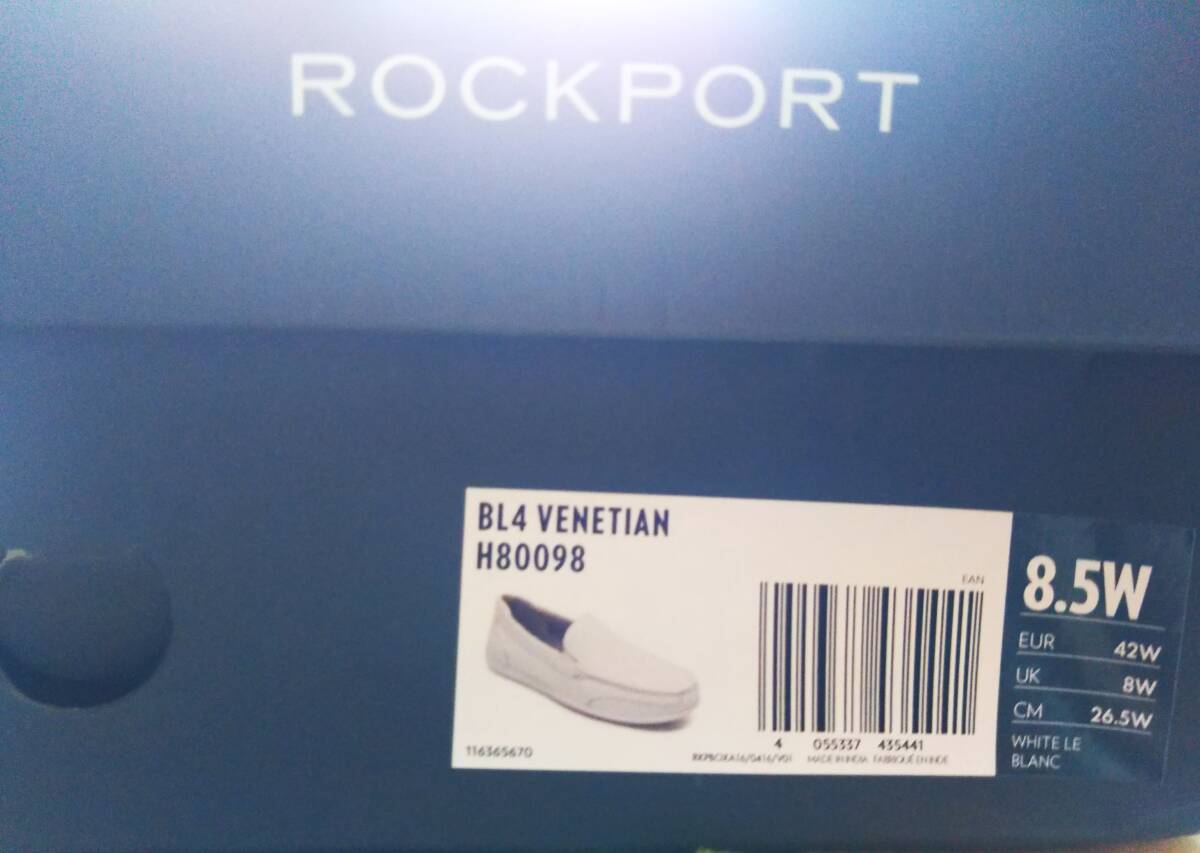 ROCKPORT
BL4 VENETIAN
H80098
EAN
4 055337 435441
116365670
MADE IN INDIA FABRIQUÉ EN INDE
8.5W
EUR 42W
UK 8W
CM 26.5W
WHITE LE
BLANC